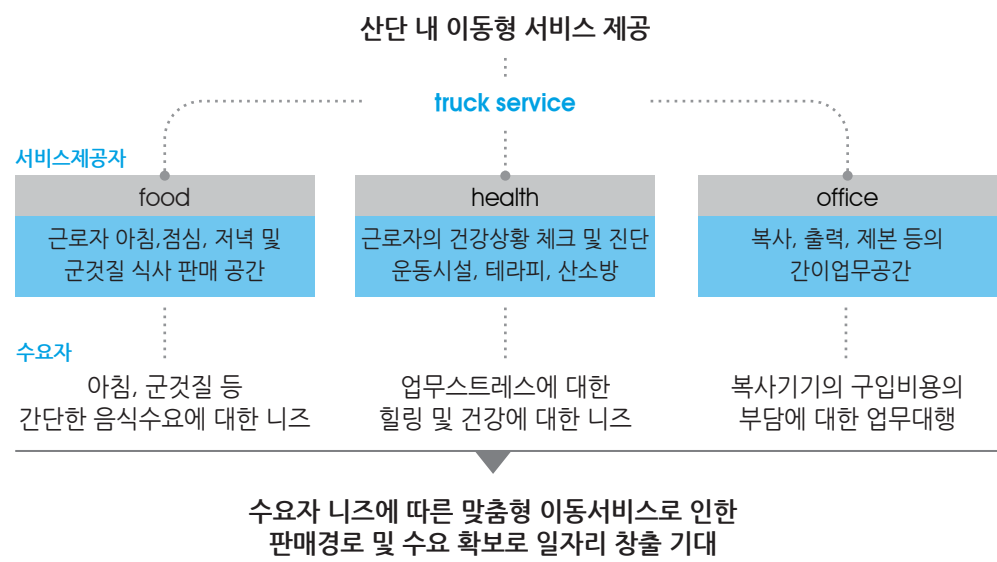 산단 내 이동형 서비스 제공
truck service
서비스제공자
food
근로자 아침,점심, 저녁 및
군것질 식사 판매 공간
health
근로자의 건강상황 체크 및 진단
운동시설, 테라피, 산소방
office
복사, 출력, 제본 등의
간이업무공간
수요자
아침, 군것질 등
간단한 음식수요에 대한 니즈
업무스트레스에 대한
힐링 및 건강에 대한 니즈
복사기기의 구입비용의
부담에 대한 업무대행
수요자 니즈에 따른 맞춤형 이동서비스로 인한
판매경로 및 수요 확보로 일자리 창출 기대